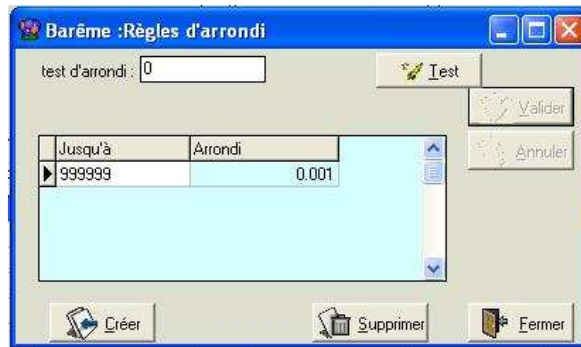 Barême :Règles d'arrondi
test d'arrondi : 0
Test
Valider
Annuler
Jusqu'à Arrondi
999999 0.001
Créer
Supprimer
Fermer